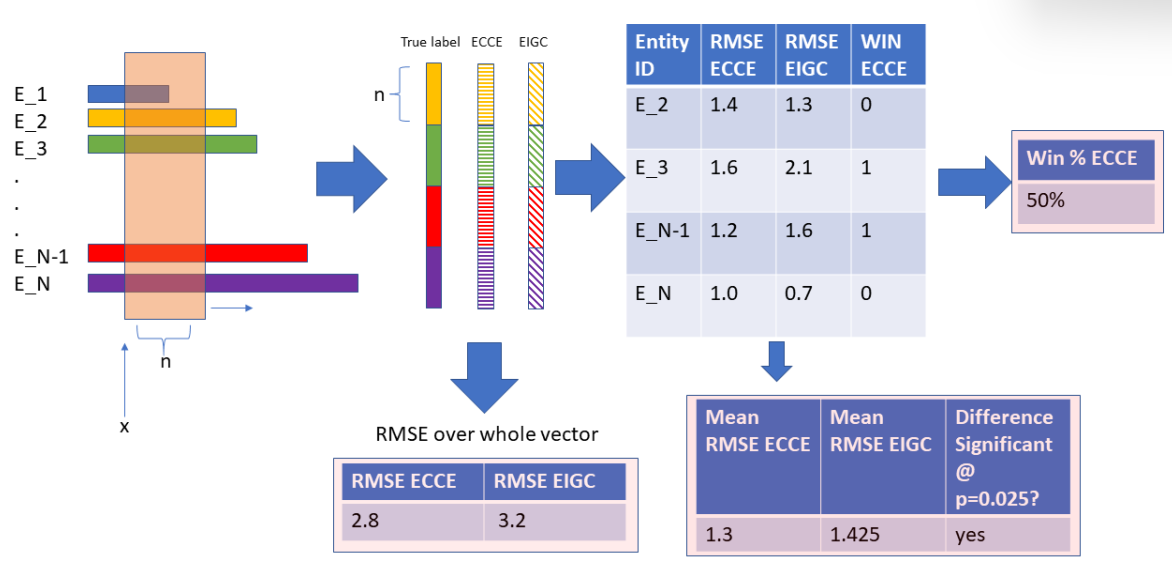 E_1
E_2
E_3
.
.
.
E_N-1
E_N
n
x
True label ECCE EIGC
n
RMSE over whole vector
RMSE ECCE RMSE EIGC
2.8 3.2
Entity ID RMSE ECCE RMSE EIGC WIN ECCE
E_2 1.4 1.3 0
E_3 1.6 2.1 1
E_N-1 1.2 1.6 1
E_N 1.0 0.7 0
Win % ECCE
50%
Mean RMSE ECCE Mean RMSE EIGC Difference Significant @ p=0.025?
1.3 1.425 yes